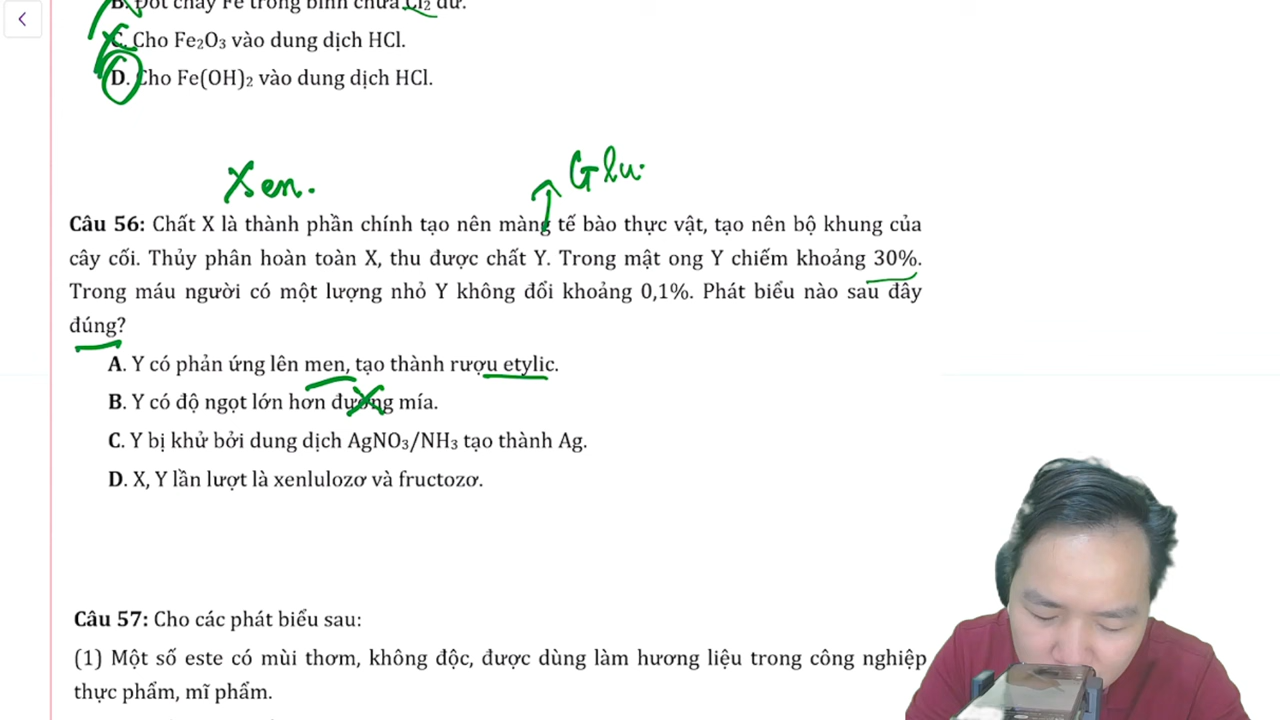 B. Đốt cháy Fe trong bình chứa Cl₂ dư.
C. Cho Fe₂O₃ vào dung dịch HCl.
D. Cho Fe(OH)₂ vào dung dịch HCl.
Xen.
Glu.
Câu 56: Chất X là thành phần chính tạo nên màng tế bào thực vật, tạo nên bộ khung của
cây cối. Thủy phân hoàn toàn X, thu được chất Y. Trong mật ong Y chiếm khoảng 30%.
Trong máu người có một lượng nhỏ Y không đổi khoảng 0,1%. Phát biểu nào sau đây
đúng?
A. Y có phản ứng lên men, tạo thành rượu etylic.
B. Y có độ ngọt lớn hơn đường mía.
C. Y bị khử bởi dung dịch AgNO₃/NH₃ tạo thành Ag.
D. X, Y lần lượt là xenlulozơ và fructozơ.
Câu 57: Cho các phát biểu sau:
(1) Một số este có mùi thơm, không độc, được dùng làm hương liệu trong công nghiệp
thực phẩm, mĩ phẩm.